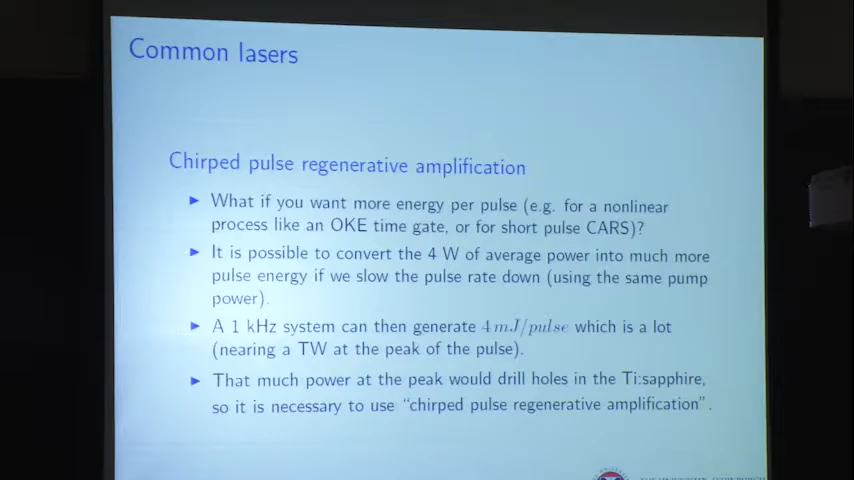 Common lasers
Chirped pulse regenerative amplification
► What if you want more energy per pulse (e.g. for a nonlinear
process like an OKE time gate, or for short pulse CARS)?
► It is possible to convert the 4 W of average power into much more
pulse energy if we slow the pulse rate down (using the same pump
power).
► A 1 kHz system can then generate 4mJ/pulse which is a lot
(nearing a TW at the peak of the pulse).
► That much power at the peak would drill holes in the Ti:sapphire,
so it is necessary to use “chirped pulse regenerative amplification”.